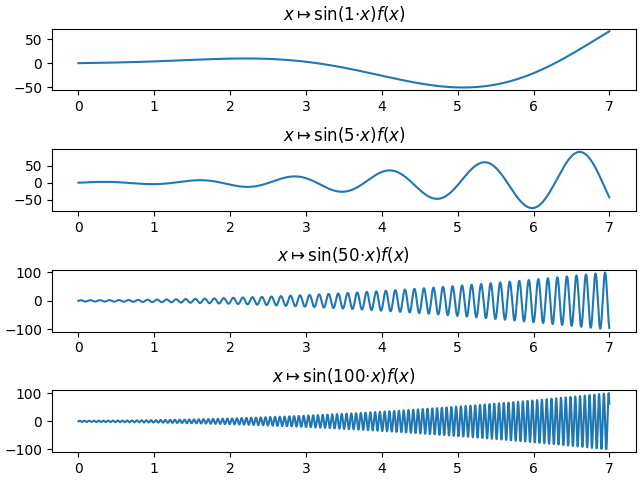 x ↦ sin(1·x)f(x)
50
0
−50
0 1 2 3 4 5 6 7
x ↦ sin(5·x)f(x)
50
0
−50
0 1 2 3 4 5 6 7
x ↦ sin(50·x)f(x)
100
0
−100
0 1 2 3 4 5 6 7
x ↦ sin(100·x)f(x)
100
0
−100
0 1 2 3 4 5 6 7